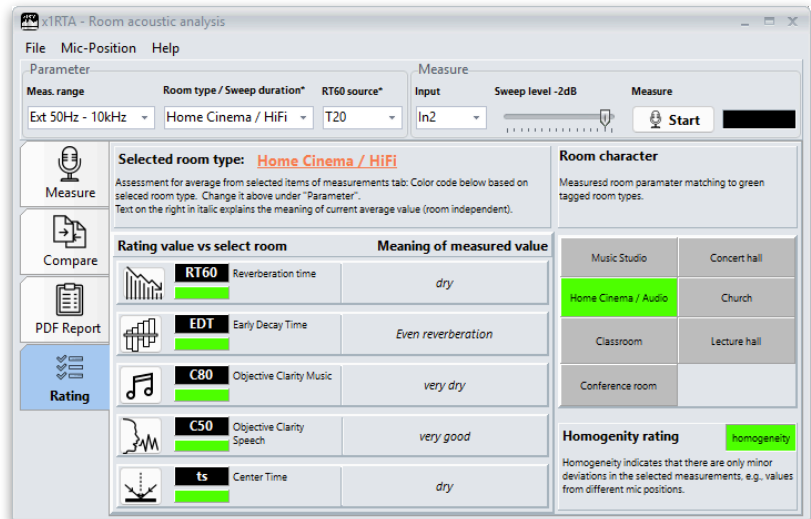 x1RTA - Room acoustic analysis
File Mic-Position Help
Parameter
Measure
Meas. range
Room type / Sweep duration*
RT60 source*
Input
Sweep level -2dB
Measure
Ext 50Hz - 10kHz
Home Cinema / HiFi
T20
In2
Start
Measure
Compare
PDF Report
Rating
Selected room type: Home Cinema / HiFi
Assessment for average from selected items of measurements tab: Color code below based on
seleced room type. Change it above under "Parameter".
Text on the right in italic explains the meaning of current average value (room independent).
Rating value vs select room
Meaning of measured value
RT60 Reverberation time
dry
EDT Early Decay Time
Even reverberation
C80 Objective Clarity Music
very dry
C50 Objective Clarity
Speech
very good
ts Center Time
dry
Room character
Measuresd room paramater matching to green
tagged room types.
Music Studio
Concert hall
Home Cinema / Audio
Church
Classroom
Lecture hall
Conference room
Homogenity rating
homogeneity
Homogeneity indicates that there are only minor
deviations in the selected measurements, e.g., values
from different mic positions.